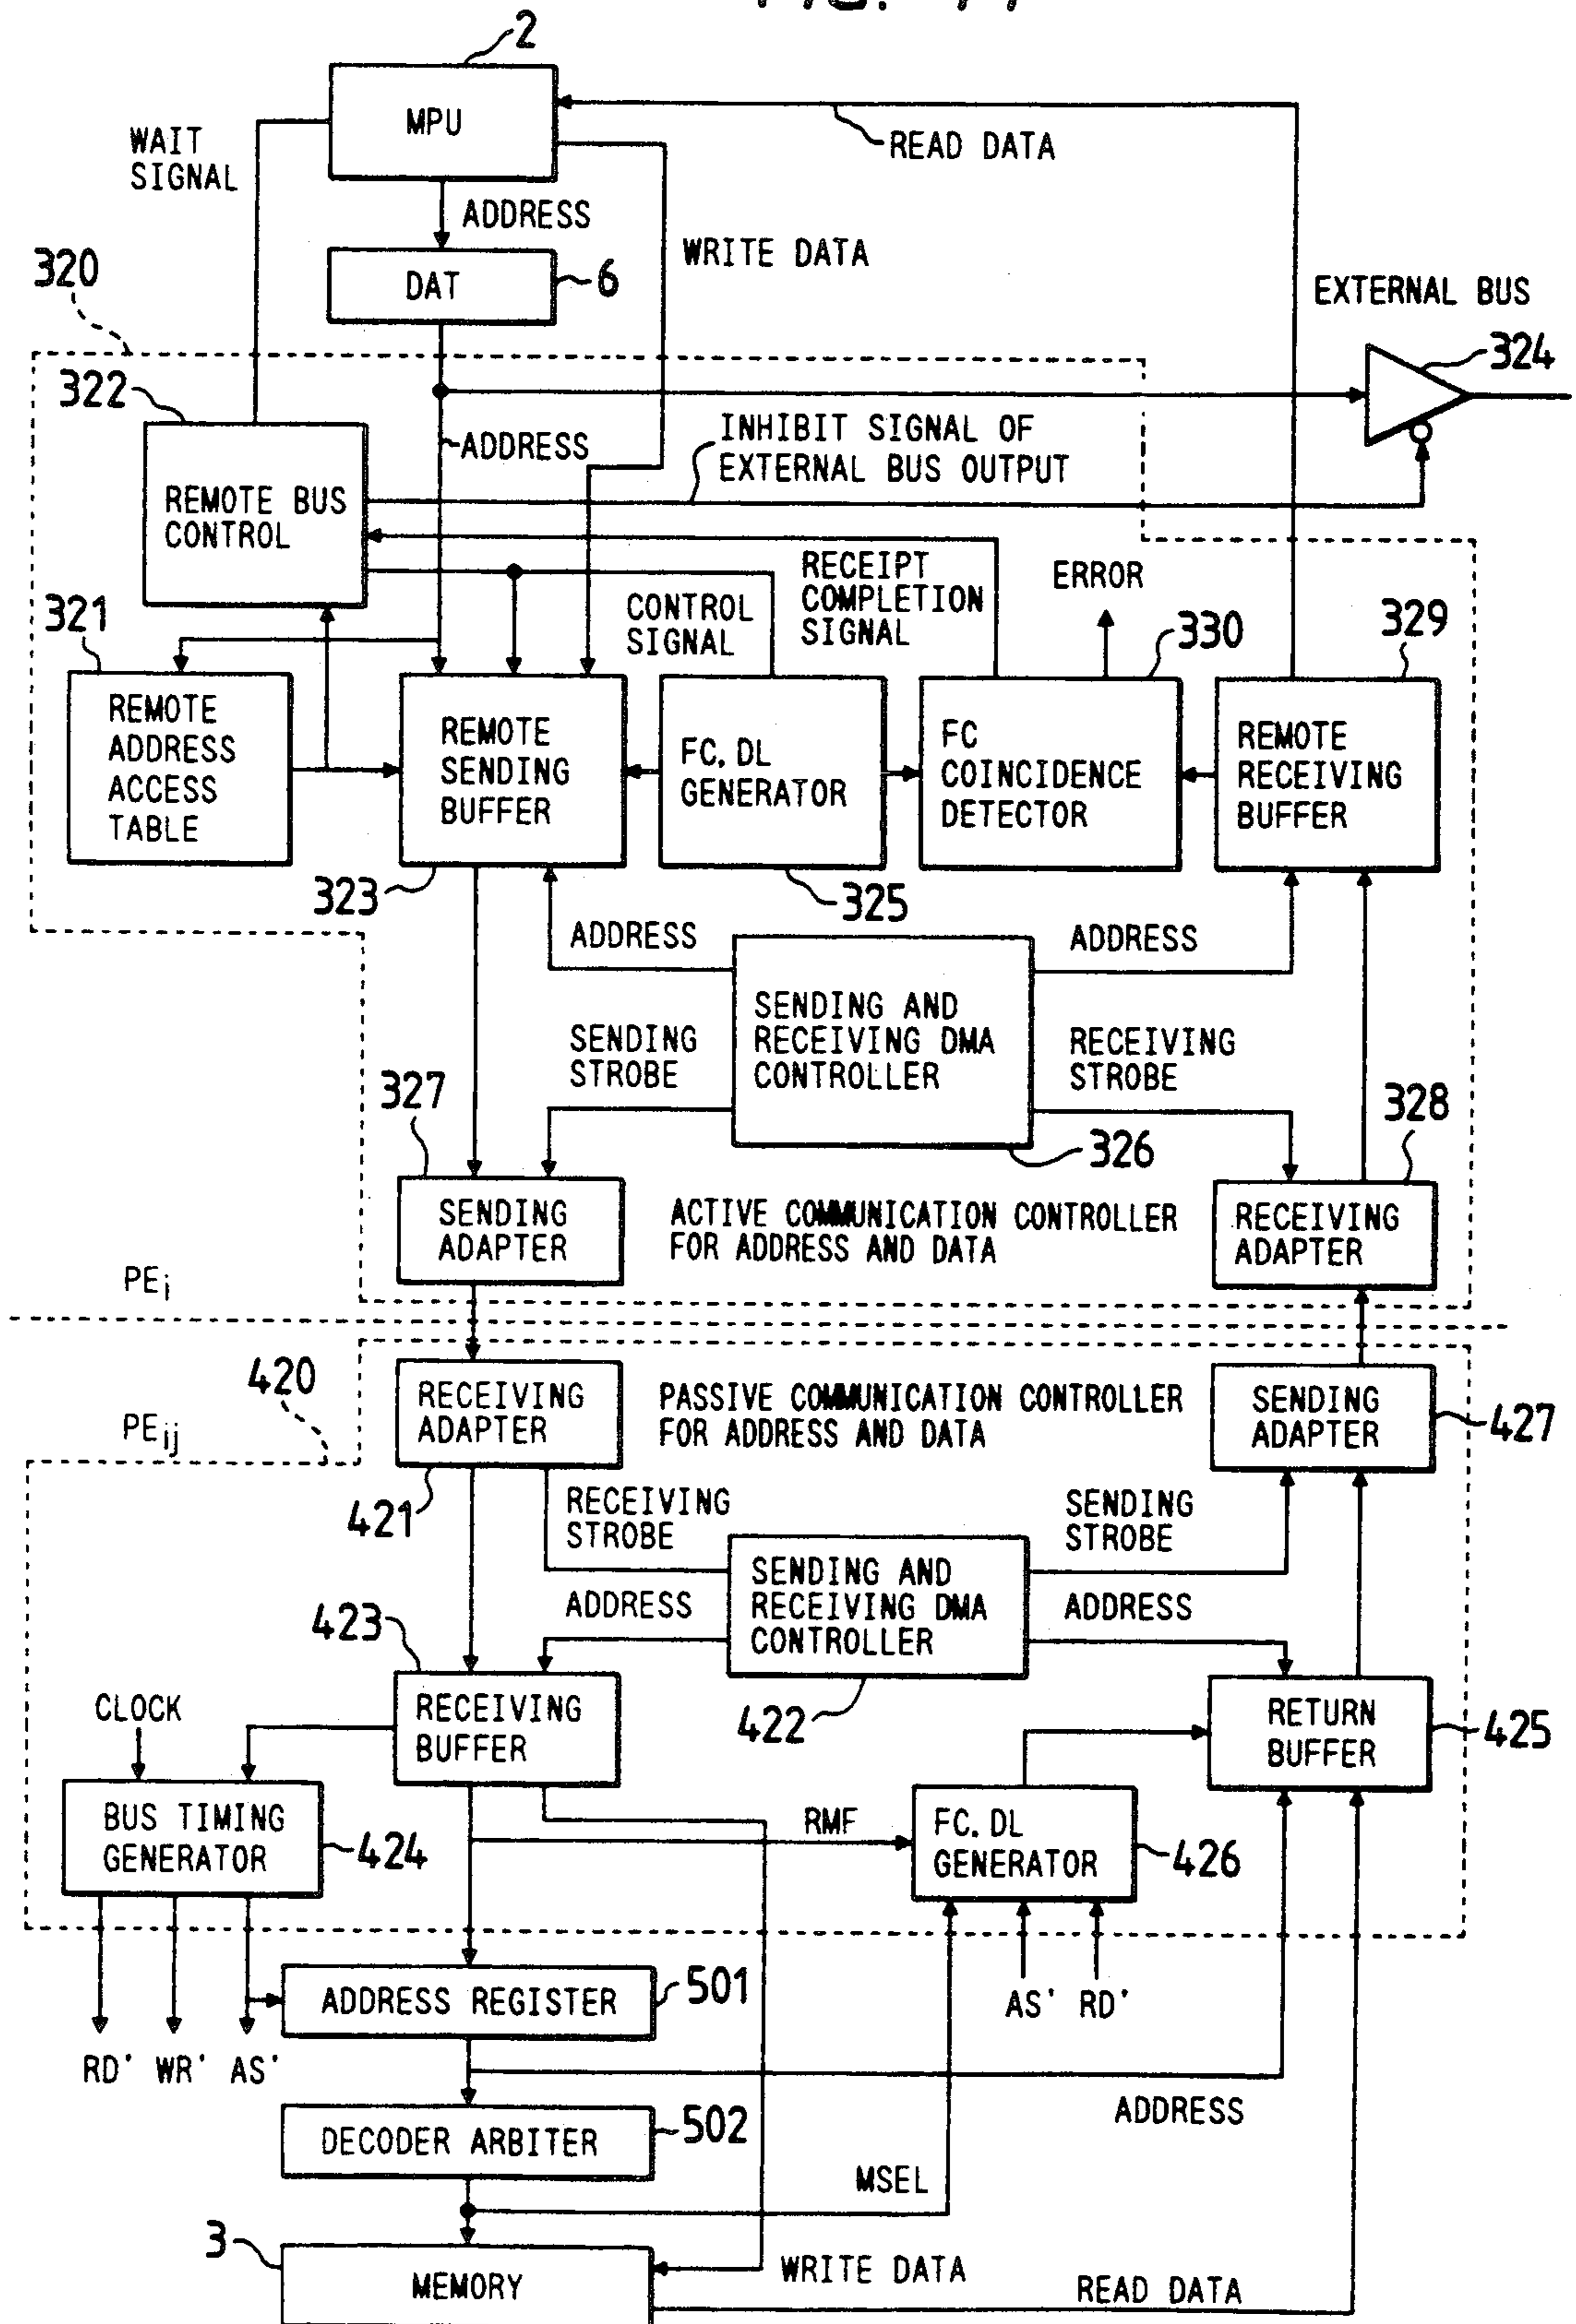 2
MPU
WAIT
SIGNAL
READ DATA
ADDRESS
WRITE DATA
320
DAT
6
EXTERNAL BUS
324
322
ADDRESS
INHIBIT SIGNAL OF
EXTERNAL BUS OUTPUT
REMOTE BUS
CONTROL
RECEIPT
COMPLETION
SIGNAL
ERROR
321
CONTROL
SIGNAL
330
329
REMOTE
ADDRESS
ACCESS
TABLE
REMOTE
SENDING
BUFFER
FC. DL
GENERATOR
FC
COINCIDENCE
DETECTOR
REMOTE
RECEIVING
BUFFER
323
325
ADDRESS
ADDRESS
SENDING AND
RECEIVING DMA
CONTROLLER
SENDING
STROBE
RECEIVING
STROBE
327
328
326
SENDING
ADAPTER
ACTIVE COMMUNICATION CONTROLLER
FOR ADDRESS AND DATA
RECEIVING
ADAPTER
PEi
420
PEij
RECEIVING
ADAPTER
PASSIVE COMMUNICATION CONTROLLER
FOR ADDRESS AND DATA
SENDING
ADAPTER
427
421
RECEIVING
STROBE
SENDING
STROBE
SENDING AND
RECEIVING DMA
CONTROLLER
ADDRESS
ADDRESS
423
422
CLOCK
RECEIVING
BUFFER
RETURN
BUFFER
425
BUS TIMING
GENERATOR
424
RMF
FC. DL
GENERATOR
426
ADDRESS REGISTER
501
AS' RD'
RD' WR' AS'
ADDRESS
DECODER ARBITER
502
MSEL
3
MEMORY
WRITE DATA
READ DATA